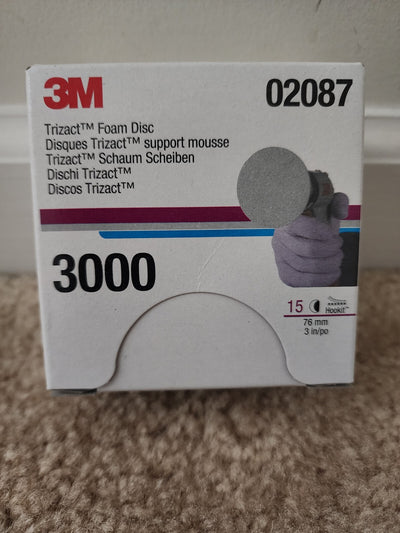 3M
02087
Trizact™ Foam Disc
Disques Trizact™ support mousse
Trizact™ Schaum Scheiben
Dischi Trizact™
Discos Trizact™
3000
15
Hookit™
76 mm
3 in/po